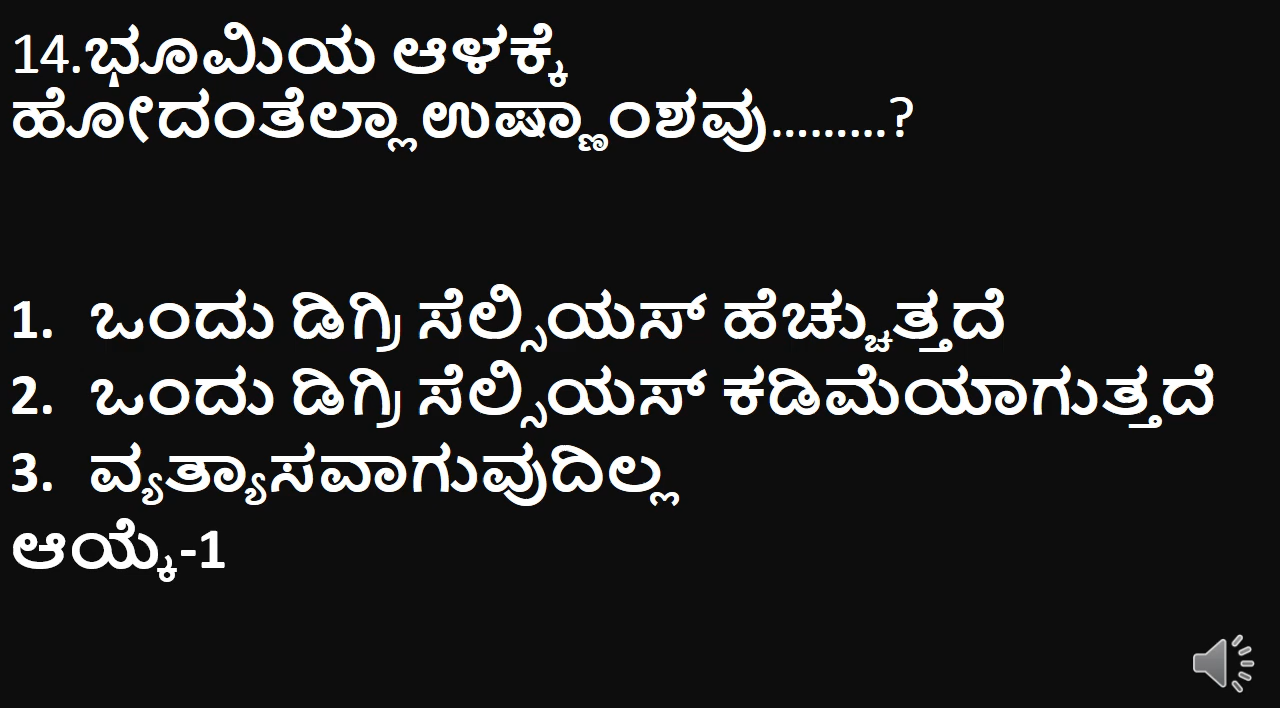 14.ಭೂಮಿಯ ಆಳಕ್ಕೆ
ಹೋದಂತೆಲ್ಲಾ ಉಷ್ಣಾಂಶವು.........?
1. ಒಂದು ಡಿಗ್ರಿ ಸೆಲ್ಸಿಯಸ್ ಹೆಚ್ಚುತ್ತದೆ
2. ಒಂದು ಡಿಗ್ರಿ ಸೆಲ್ಸಿಯಸ್ ಕಡಿಮೆಯಾಗುತ್ತದೆ
3. ವ್ಯತ್ಯಾಸವಾಗುವುದಿಲ್ಲ
ಆಯ್ಕೆ-1